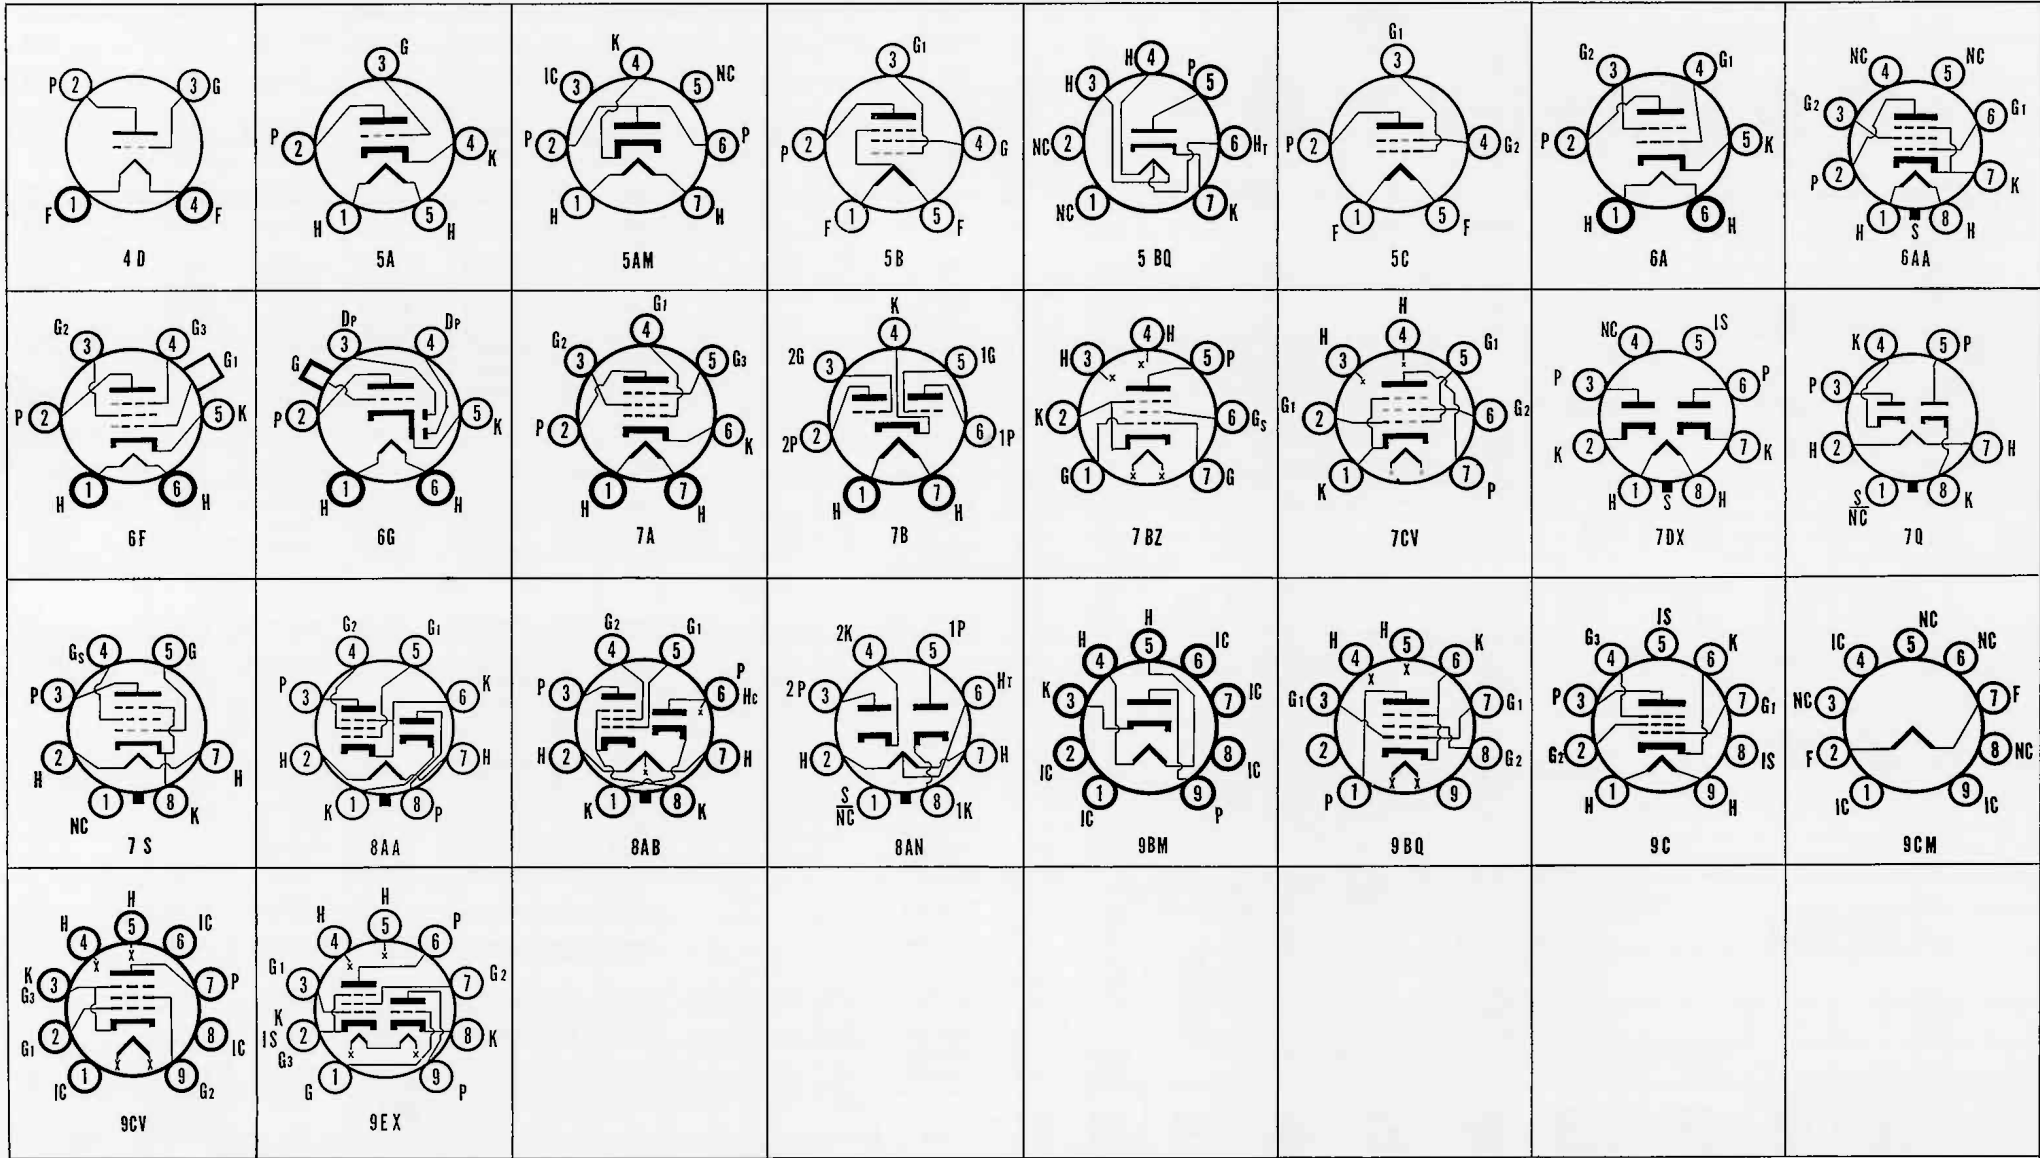 P 2 3 G
F 1 4 F
4D
G
3
P 2 4 K
H 1 5 H
5A
K
IC 3 4 5 NC
P 2 6 P
H 1 7 H
5AM
G1
3
P 2 4 G
F 1 5 F
5B
H 4
H 3 P 5
NC 2 6 HT
NC 1 7 K
5 BQ
G1
3
P 2 4 G2
F 1 5 F
5C
G2 3 4 G1
P 2 5 K
H 1 6 H
6A
NC 4 5 NC
G2 3 6 G1
P 2 7 K
H 1 S 8 H
6AA
G2 3 4 G3
G1
P 2 5 K
H 1 6 H
6F
DP 3 4 DP
G
P 2 5 K
H 1 6 H
6G
G1
4
G2 3 5 G3
P 2 6 K
H 1 7 H
7A
K
4
2G 3 5 1G
2P 2 6 1P
H 1 7 H
7B
4 H
H 3 5 P
x
K 2 6 GS
x x
G 1 7 G
7 BZ
H
4
H 3 5 G1
x x
G1 2 6 G2
K 1 7 P
7CV
NC 4 5 IS
P 3 6 P
K 2 7 K
H 1 S 8 H
7DX
K 4 5 P
P 3
H 2 7 H
S 1 8 K
NC
7Q
GS 4 5 G
P 3
H 2 7 H
NC 1 8 K
7 S
G2 4 5 G1
P 3 6 K
H 2 7 H
K 1 8 P
8AA
G2 4 5 G1
P
P 3 6 HC
x
H 2 7 H
x
K 1 8 K
8AB
2K 4 5 1P
2P 3 6 HT
H 2 7 H
S 1 8 1K
NC
8AN
H
H 4 5 6 IC
K 3 7 IC
IC 2 8 IC
IC 1 9 P
9BM
H
H 4 5 6 K
x x
G1 3 7 G1
2 8 G2
x x
P 1 9
9BQ
IS
G3 4 5 6 K
P 3 7 G1
G2 2 8 IS
H 1 9 H
9C
NC
IC 4 5 6 NC
NC 3 7 F
F 2 8 NC
IC 1 9 IC
9CM
H
H 4 5 6 IC
x x
K
G3 3 7 P
G1 2 8 IC
x x
IC 1 9 G2
9CV
H
H 4 5 6 P
x x
G1 3 7 G2
K
IS 2 8 K
G3
x x
G 1 9 P
9EX